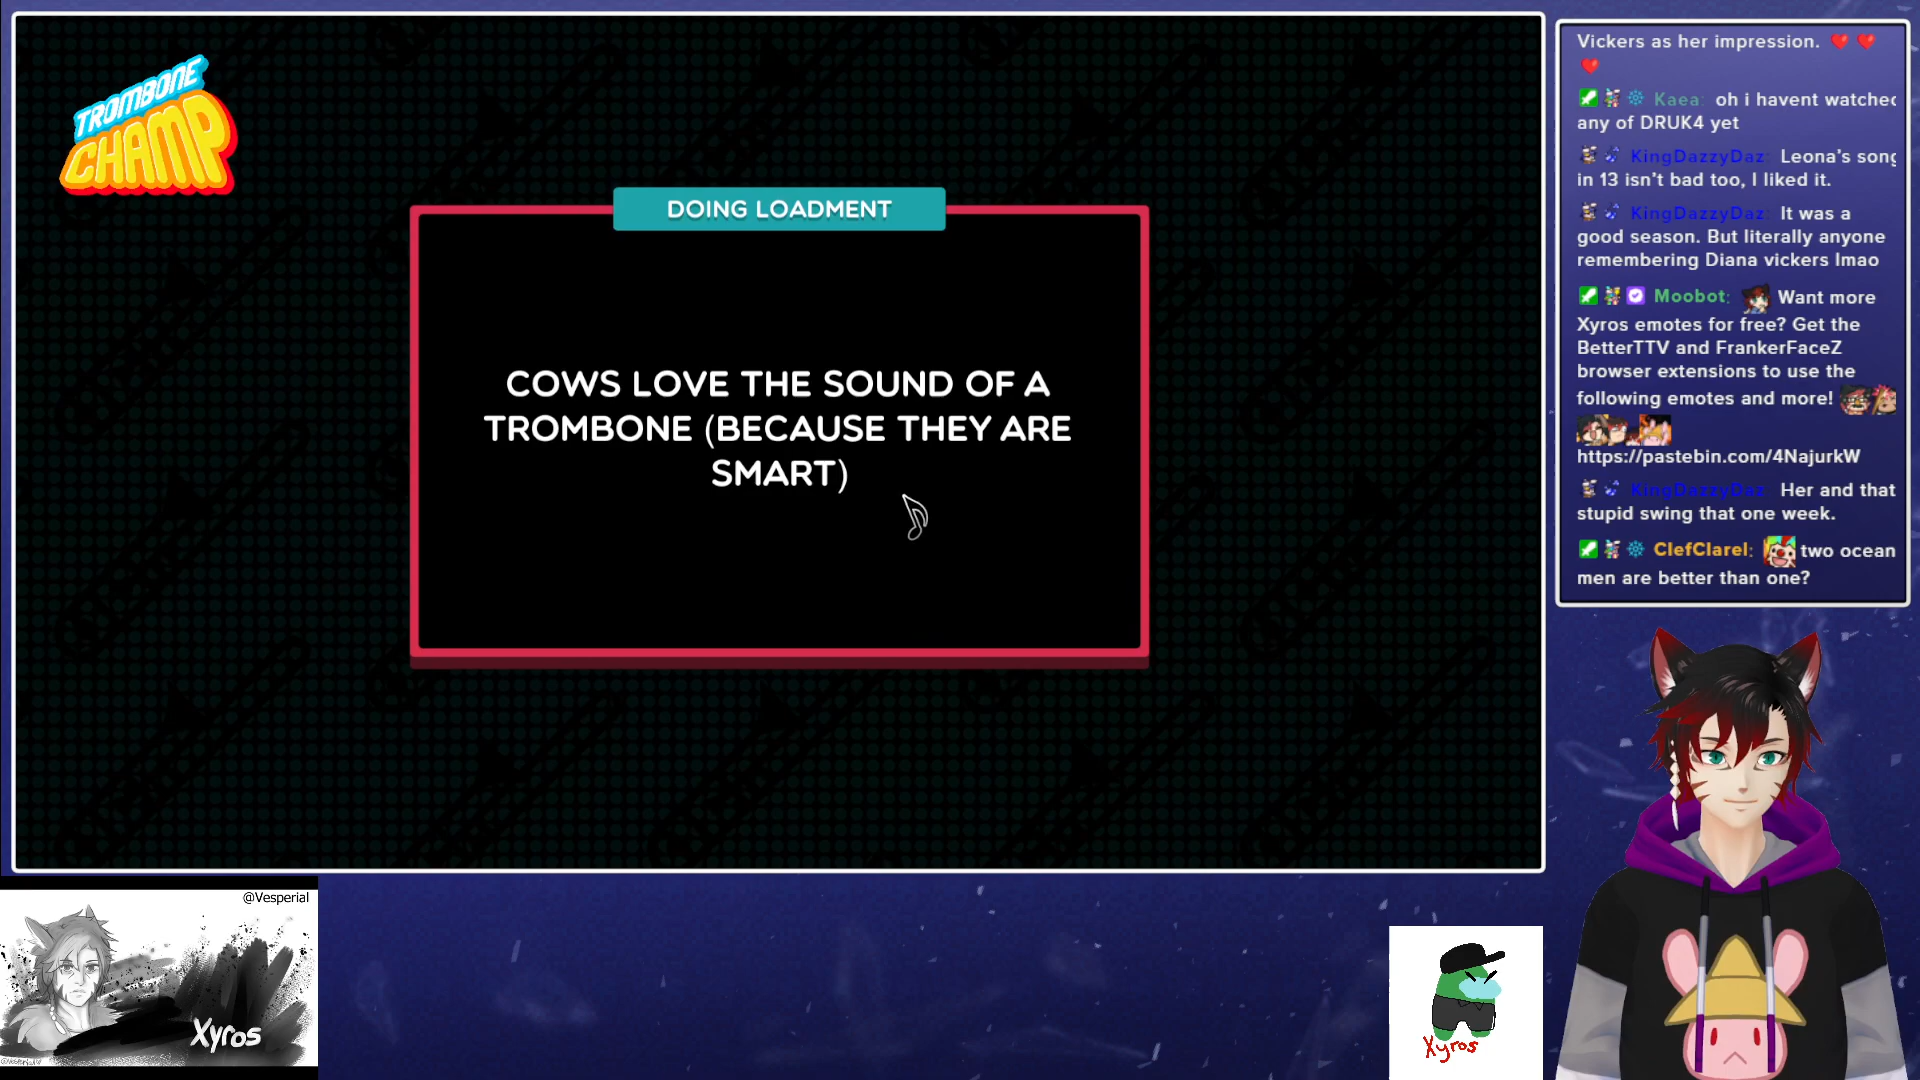 TROMBONE
CHAMP
DOING LOADMENT
COWS LOVE THE SOUND OF A
TROMBONE (BECAUSE THEY ARE
SMART)
Vickers as her impression.
Kaea: oh i havent watched
any of DRUK4 yet
KingDazzyDaz: Leona's song
in 13 isn't bad too, I liked it.
KingDazzyDaz: It was a
good season. But literally anyone
remembering Diana vickers lmao
Moobot: Want more
Xyros emotes for free? Get the
BetterTTV and FrankerFaceZ
browser extensions to use the
following emotes and more!
https://pastebin.com/4NajurkW
KingDazzyDaz: Her and that
stupid swing that one week.
ClefClarel: two ocean
men are better than one?
@Vesperial
Xyros
Xyros